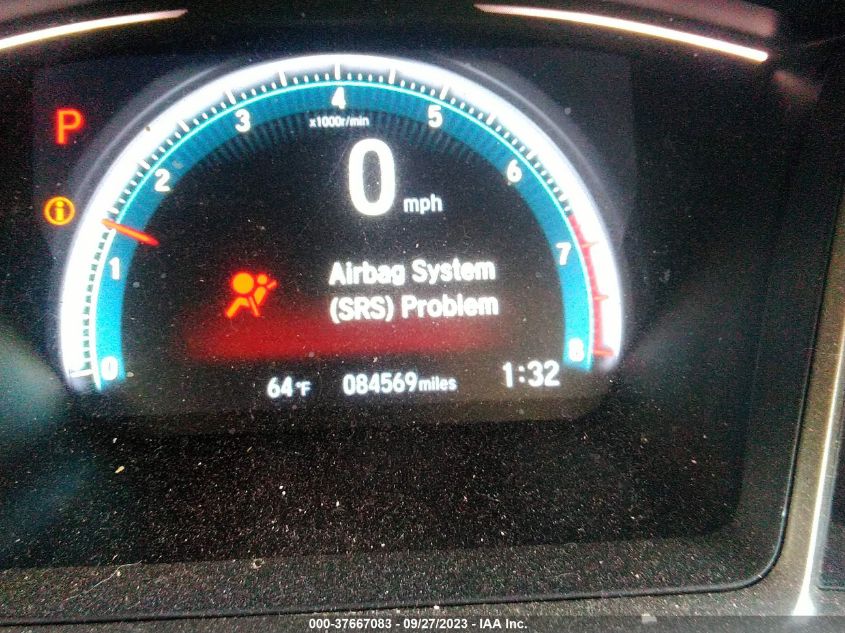 4
3 5
x1000r/min
2 6
1 7
0 8
P
0 mph
i
Airbag System
(SRS) Problem
64°F 084569 miles 1:32
000-37667083 - 09/27/2023 - IAA Inc.